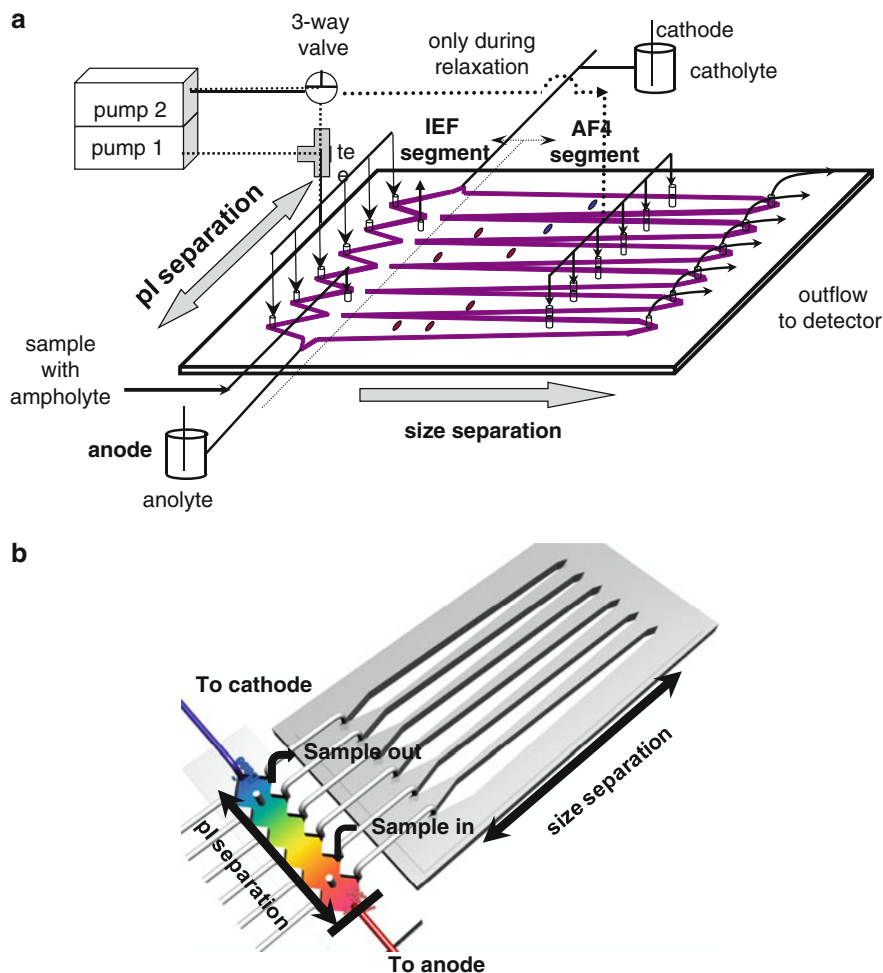 a
3-way
valve
only during
relaxation
cathode
catholyte
pump 2
pump 1
te
e
IEF
segment
AF4
segment
pI separation
sample
with
ampholyte
outflow
to detector
size separation
anode
anolyte
b
To cathode
Sample out
Sample in
pI separation
size separation
To anode